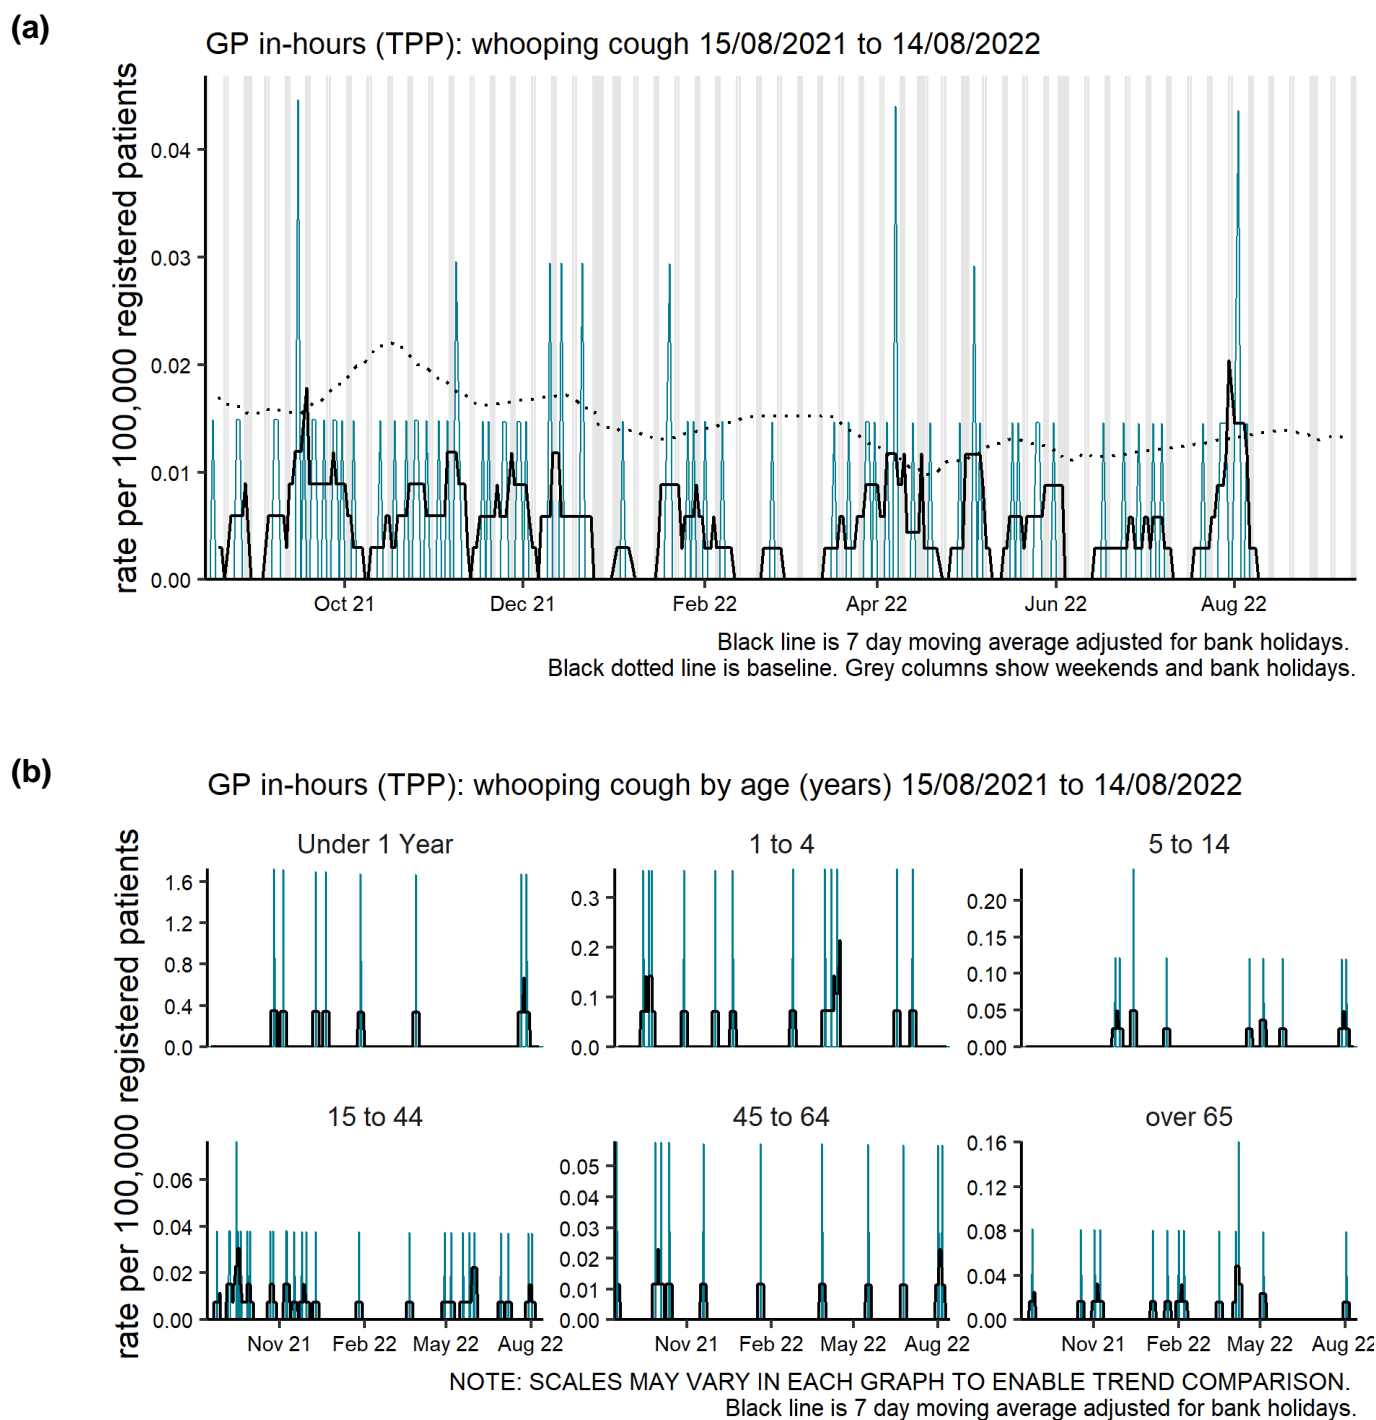 (a)
GP in-hours (TPP): whooping cough 15/08/2021 to 14/08/2022
rate per 100,000 registered patients
0.04
0.03
0.02
0.01
0.00
Oct 21 Dec 21 Feb 22 Apr 22 Jun 22 Aug 22
Black line is 7 day moving average adjusted for bank holidays.
Black dotted line is baseline. Grey columns show weekends and bank holidays.
(b)
GP in-hours (TPP): whooping cough by age (years) 15/08/2021 to 14/08/2022
rate per 100,000 registered patients
Under 1 Year
1.6
1.2
0.8
0.4
0.0
1 to 4
0.3
0.2
0.1
0.0
5 to 14
0.20
0.15
0.10
0.05
0.00
15 to 44
0.06
0.04
0.02
0.00
Nov 21 Feb 22 May 22 Aug 22
45 to 64
0.05
0.04
0.03
0.02
0.01
0.00
Nov 21 Feb 22 May 22 Aug 22
over 65
0.16
0.12
0.08
0.04
0.00
Nov 21 Feb 22 May 22 Aug 22
NOTE: SCALES MAY VARY IN EACH GRAPH TO ENABLE TREND COMPARISON.
Black line is 7 day moving average adjusted for bank holidays.